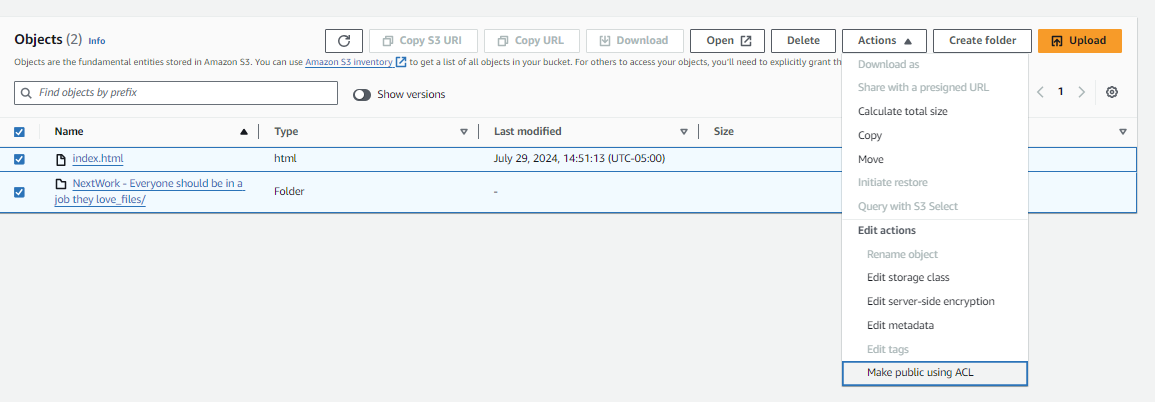 Objects (2) Info
Copy S3 URI Copy URL Download Open Delete Actions Create folder Upload
Objects are the fundamental entities stored in Amazon S3. You can use Amazon S3 inventory to get a list of all objects in your bucket. For others to access your objects, you'll need to explicitly grant th
Find objects by prefix Show versions 1
Name Type Last modified Size
index.html html July 29, 2024, 14:51:13 (UTC-05:00)
NextWork - Everyone should be in a
job they love_files/ Folder -
Download as
Share with a presigned URL
Calculate total size
Copy
Move
Initiate restore
Query with S3 Select
Edit actions
Rename object
Edit storage class
Edit server-side encryption
Edit metadata
Edit tags
Make public using ACL